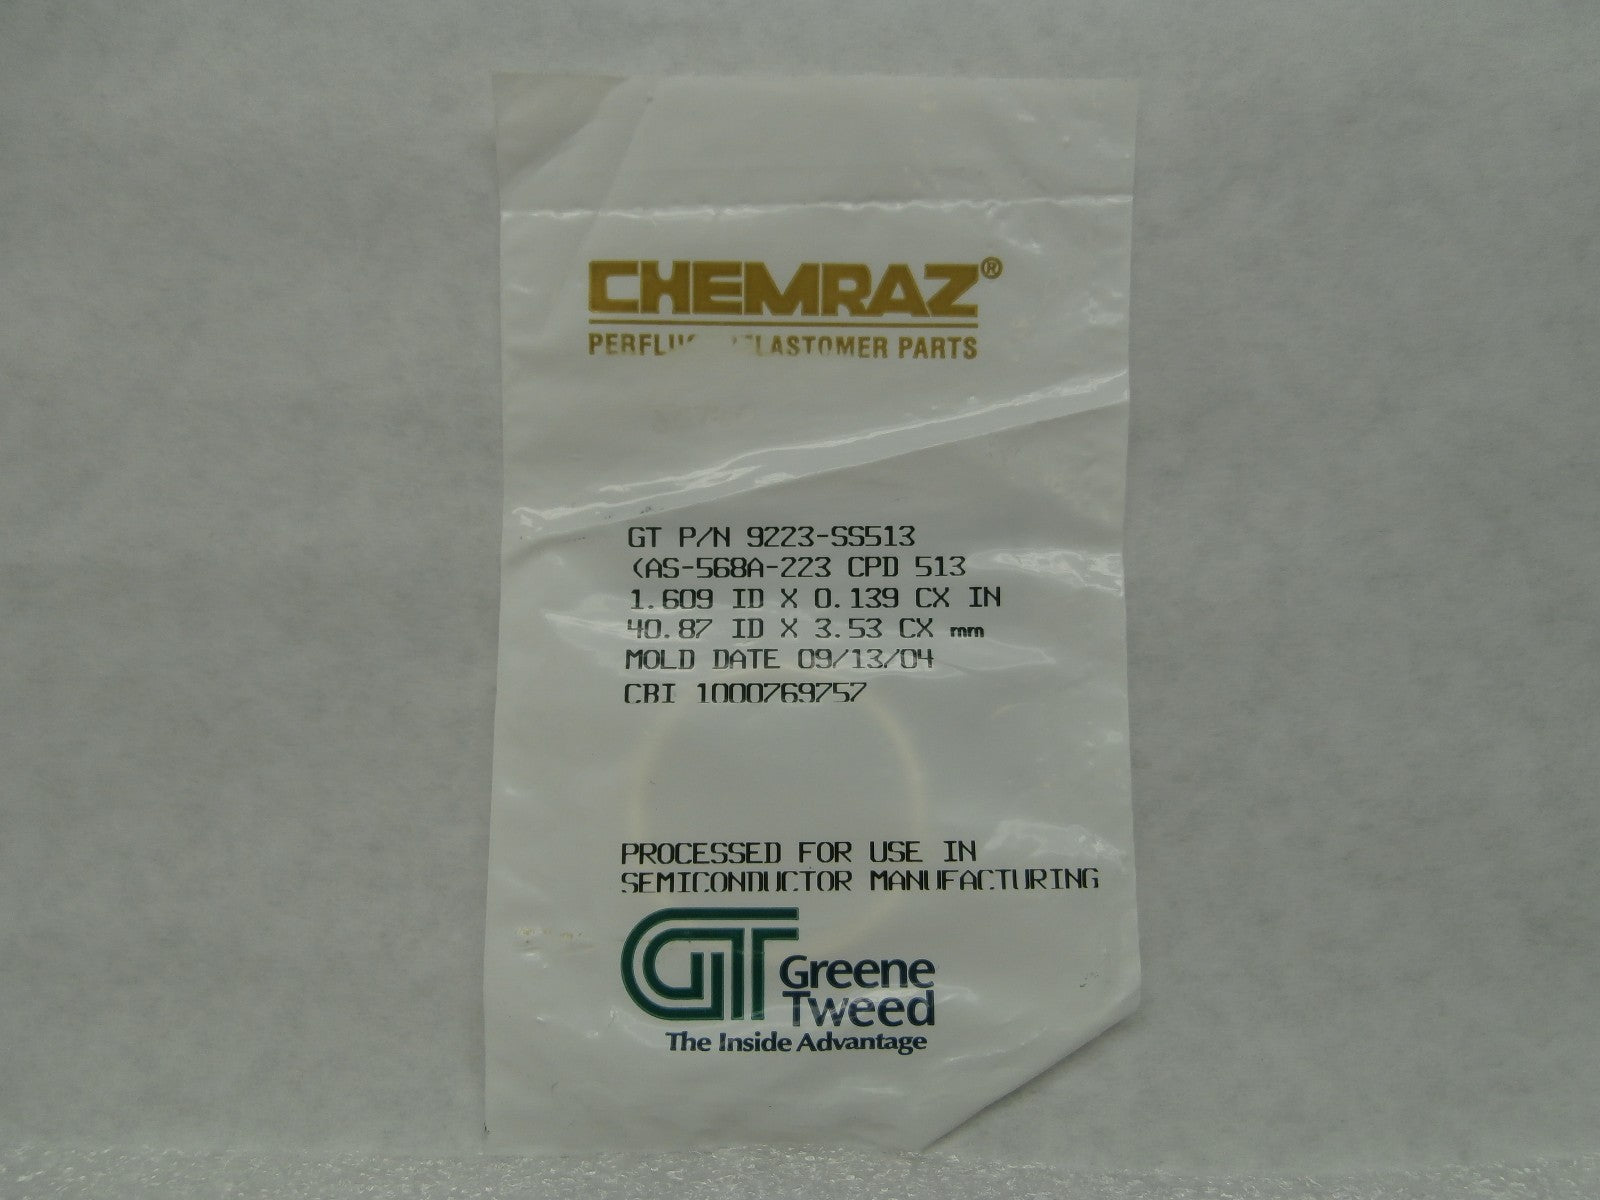 CHEMRAZ®
PARTS
GT P/N 9223-SS513
(AS-568A-223 CPD 513
1.609 ID X 0.139 CX IN
40.87 ID X 3.53 CX mm
MOLD DATE 09/13/04
CBI 1000769757
PROCESSED FOR USE IN
SEMICONDUCTOR MANUFACTURING
GT Greene
Tweed
The Inside Advantage